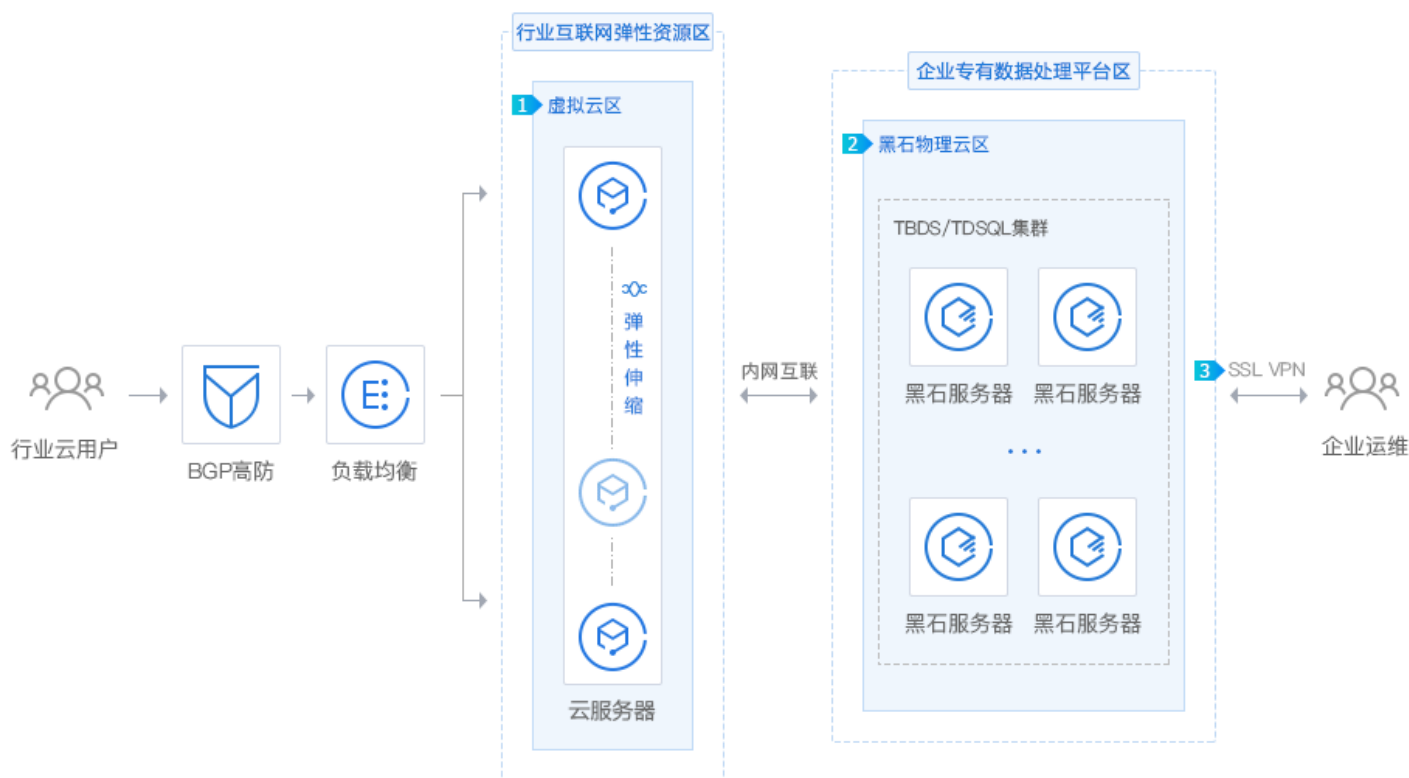 行业互联网弹性资源区
企业专有数据处理平台区
1
虚拟云区
2
黑石物理云区
TBDS/TDSQL集群
弹
性
伸
缩
内网互联
黑石服务器
黑石服务器
3
SSL VPN
行业云用户
BGP高防
负载均衡
企业运维
...
黑石服务器
黑石服务器
云服务器